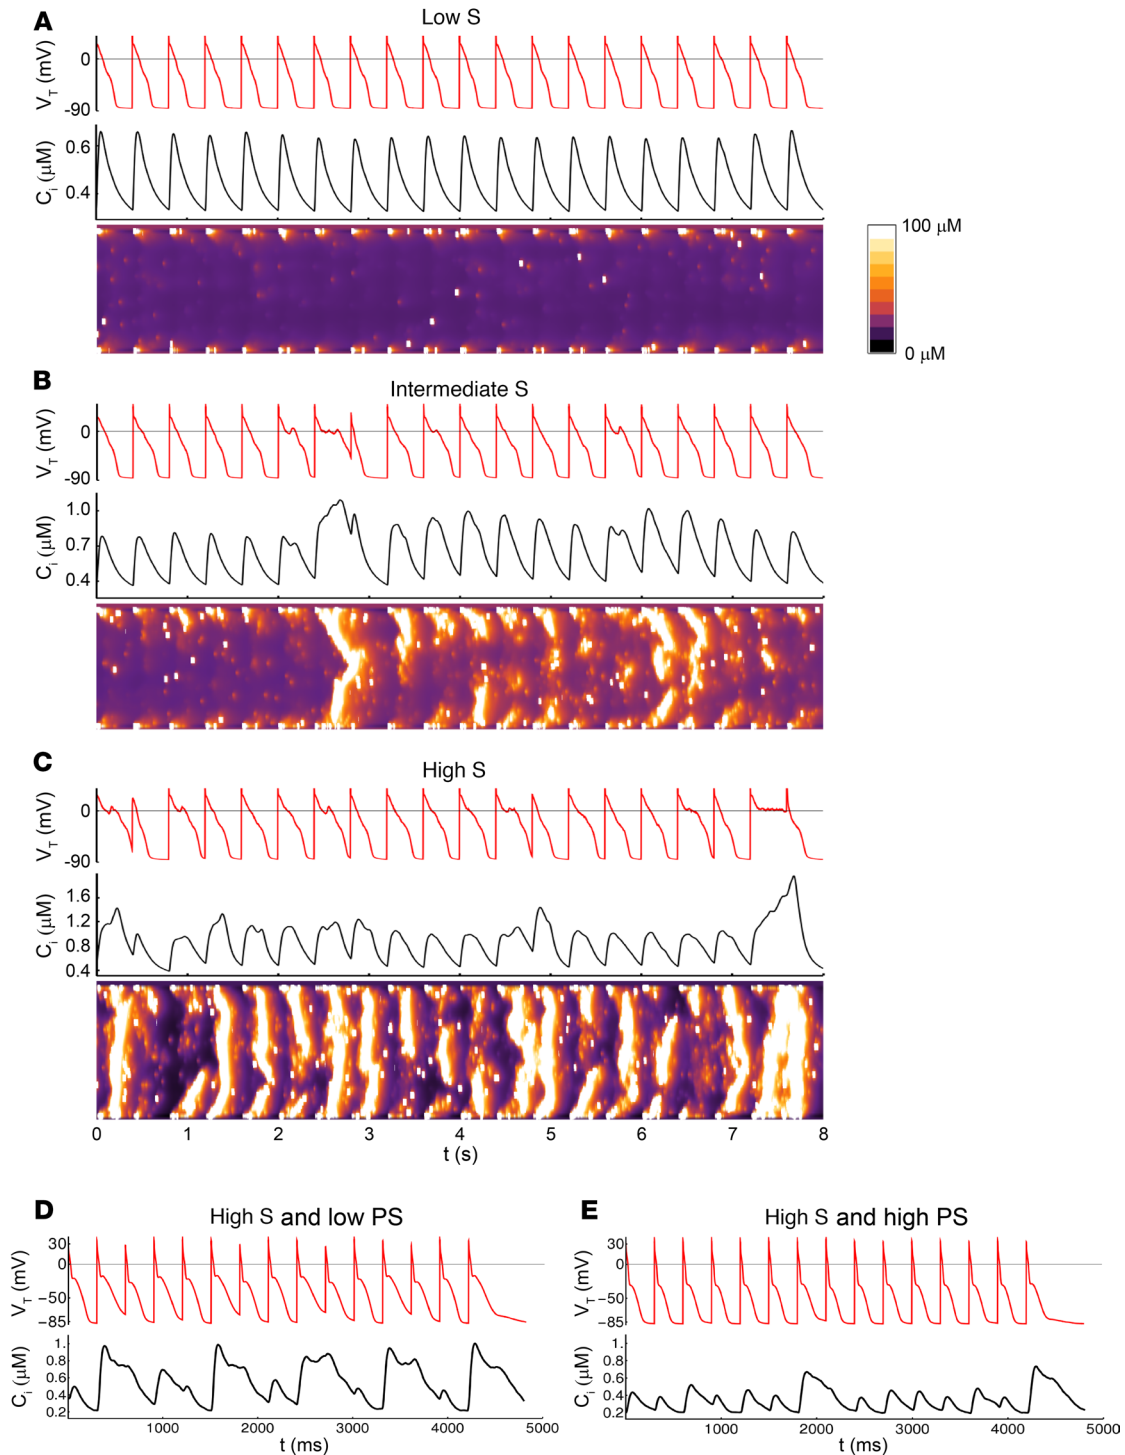 A
Low S
V_T (mV)
0
-90
C_i (μM)
0.6
0.4
100 μM
0 μM
B
Intermediate S
V_T (mV)
0
-90
C_i (μM)
1.0
0.7
0.4
C
High S
V_T (mV)
0
-90
C_i (μM)
1.6
1.2
0.8
0.4
0 1 2 3 4 5 6 7 8
t (s)
D
High S and low PS
V_T (mV)
30
0
−50
−85
C_i (μM)
1.
0.8
0.6
0.4
0.2
1000 2000 3000 4000 5000
t (ms)
E
High S and high PS
V_T (mV)
30
0
−50
−85
C_i (μM)
1.
0.8
0.6
0.4
0.2
1000 2000 3000 4000 5000
t (ms)